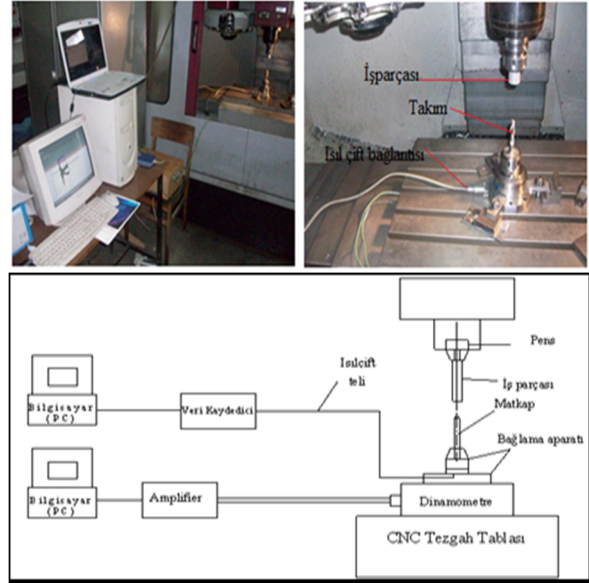 İşparçası
Takım
Isıl çift bağlantısı
Pens
Isılcift
teli
İş parçası
Matkap
Bilgisayar
(PC)
Veri Kaydedici
Bağlama aparatı
Bilgisayar
(PC)
Amplifier
Dinamometre
CNC Tezgah Tablası